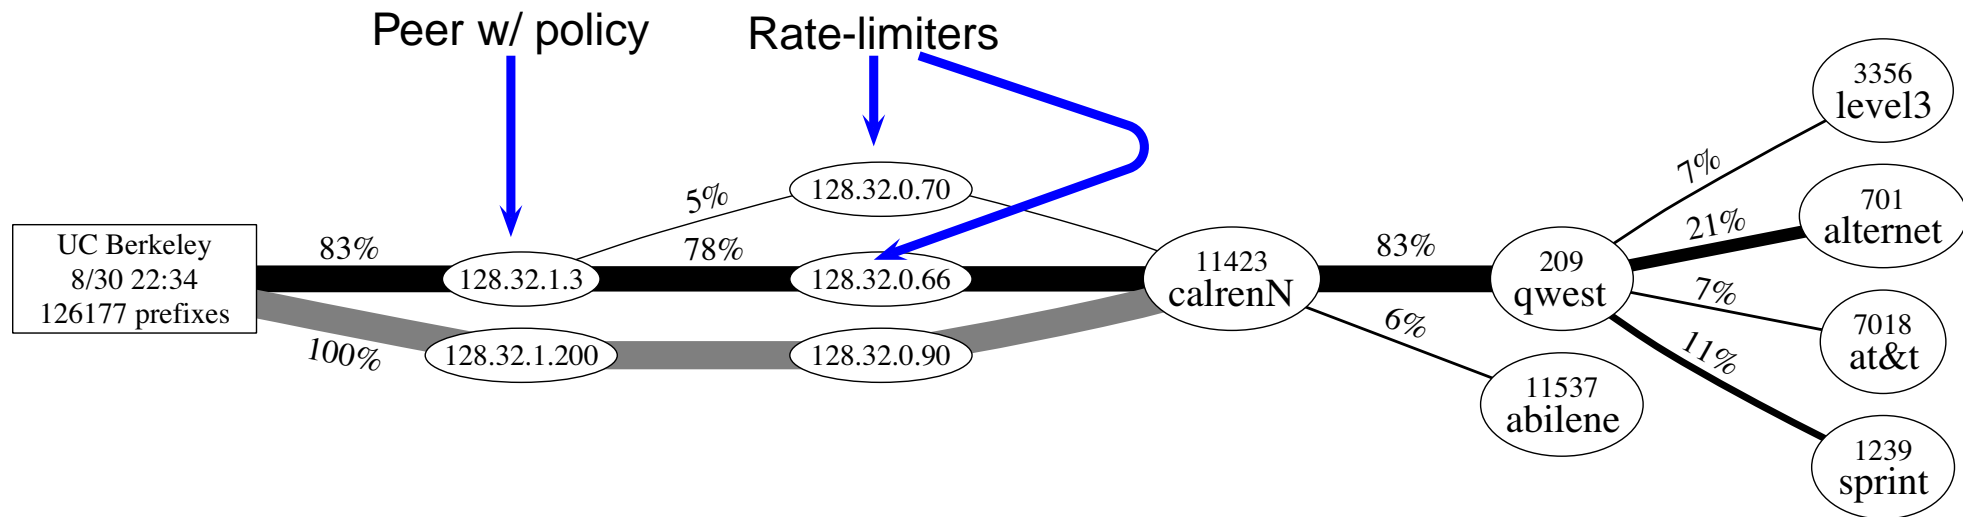 Peer w/ policy
Rate-limiters
UC Berkeley
8/30 22:34
126177 prefixes
83%
100%
128.32.1.3
128.32.1.200
5%
78%
128.32.0.70
128.32.0.66
128.32.0.90
11423
calrenN
83%
6%
209
qwest
11537
abilene
7%
21%
7%
11%
3356
level3
701
alternet
7018
at&t
1239
sprint